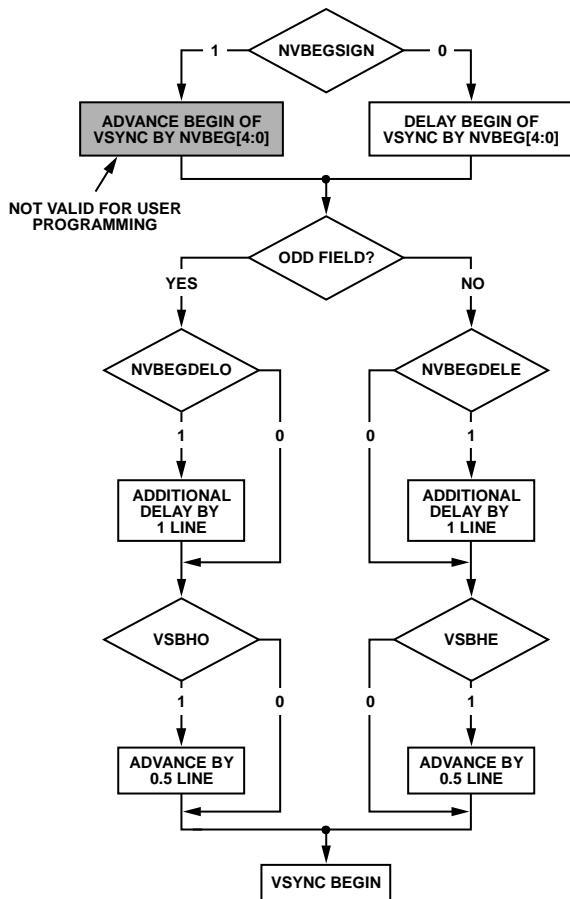 NVBEGSIGN
1
0
ADVANCE BEGIN OF
VSYNC BY NVBEG[4:0]
DELAY BEGIN OF
VSYNC BY NVBEG[4:0]
NOT VALID FOR USER
PROGRAMMING
ODD FIELD?
YES
NO
NVBEGDELO
NVBEGDELE
1
0
0
1
ADDITIONAL
DELAY BY
1 LINE
ADDITIONAL
DELAY BY
1 LINE
VSBHO
VSBHE
1
0
0
1
ADVANCE BY
0.5 LINE
ADVANCE BY
0.5 LINE
VSYNC BEGIN